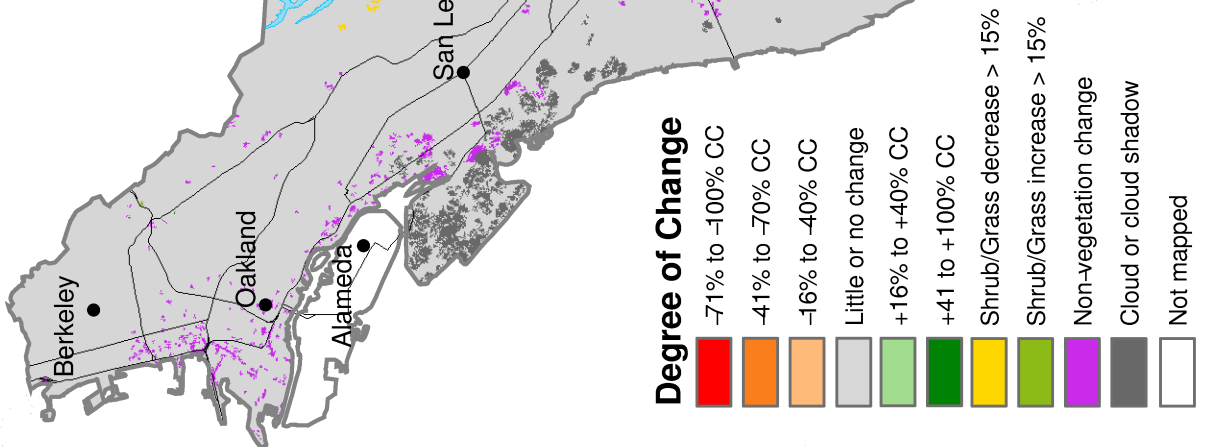 Berkeley
Oakland
Alameda
San Le
Degree of Change
-71% to -100% CC
-41% to -70% CC
-16% to -40% CC
Little or no change
+16% to +40% CC
+41 to +100% CC
Shrub/Grass decrease > 15%
Shrub/Grass increase > 15%
Non-vegetation change
Cloud or cloud shadow
Not mapped